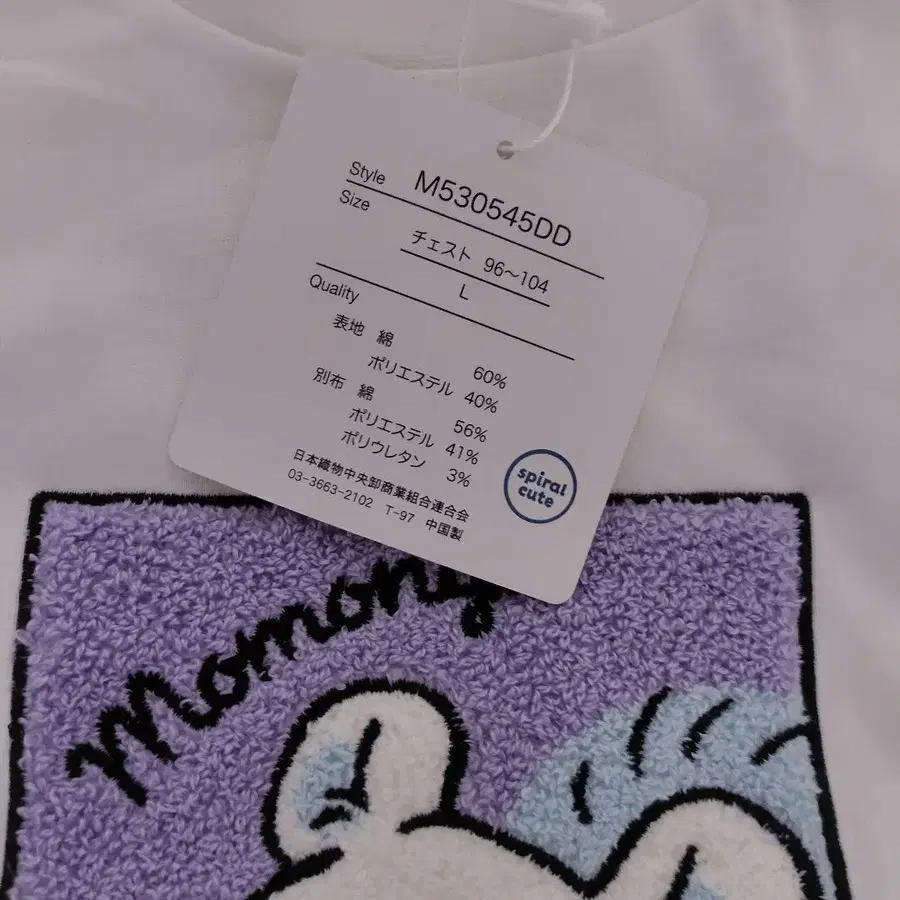 Style M530545DD
Size チェスト 96～104
L
Quality
表地 綿 60%
ポリエステル 40%
別布 綿 56%
ポリエステル 41%
ポリウレタン 3%
日本織物中央卸商業組合連合会
03-3663-2102 T-97 中国製
spiral
cute